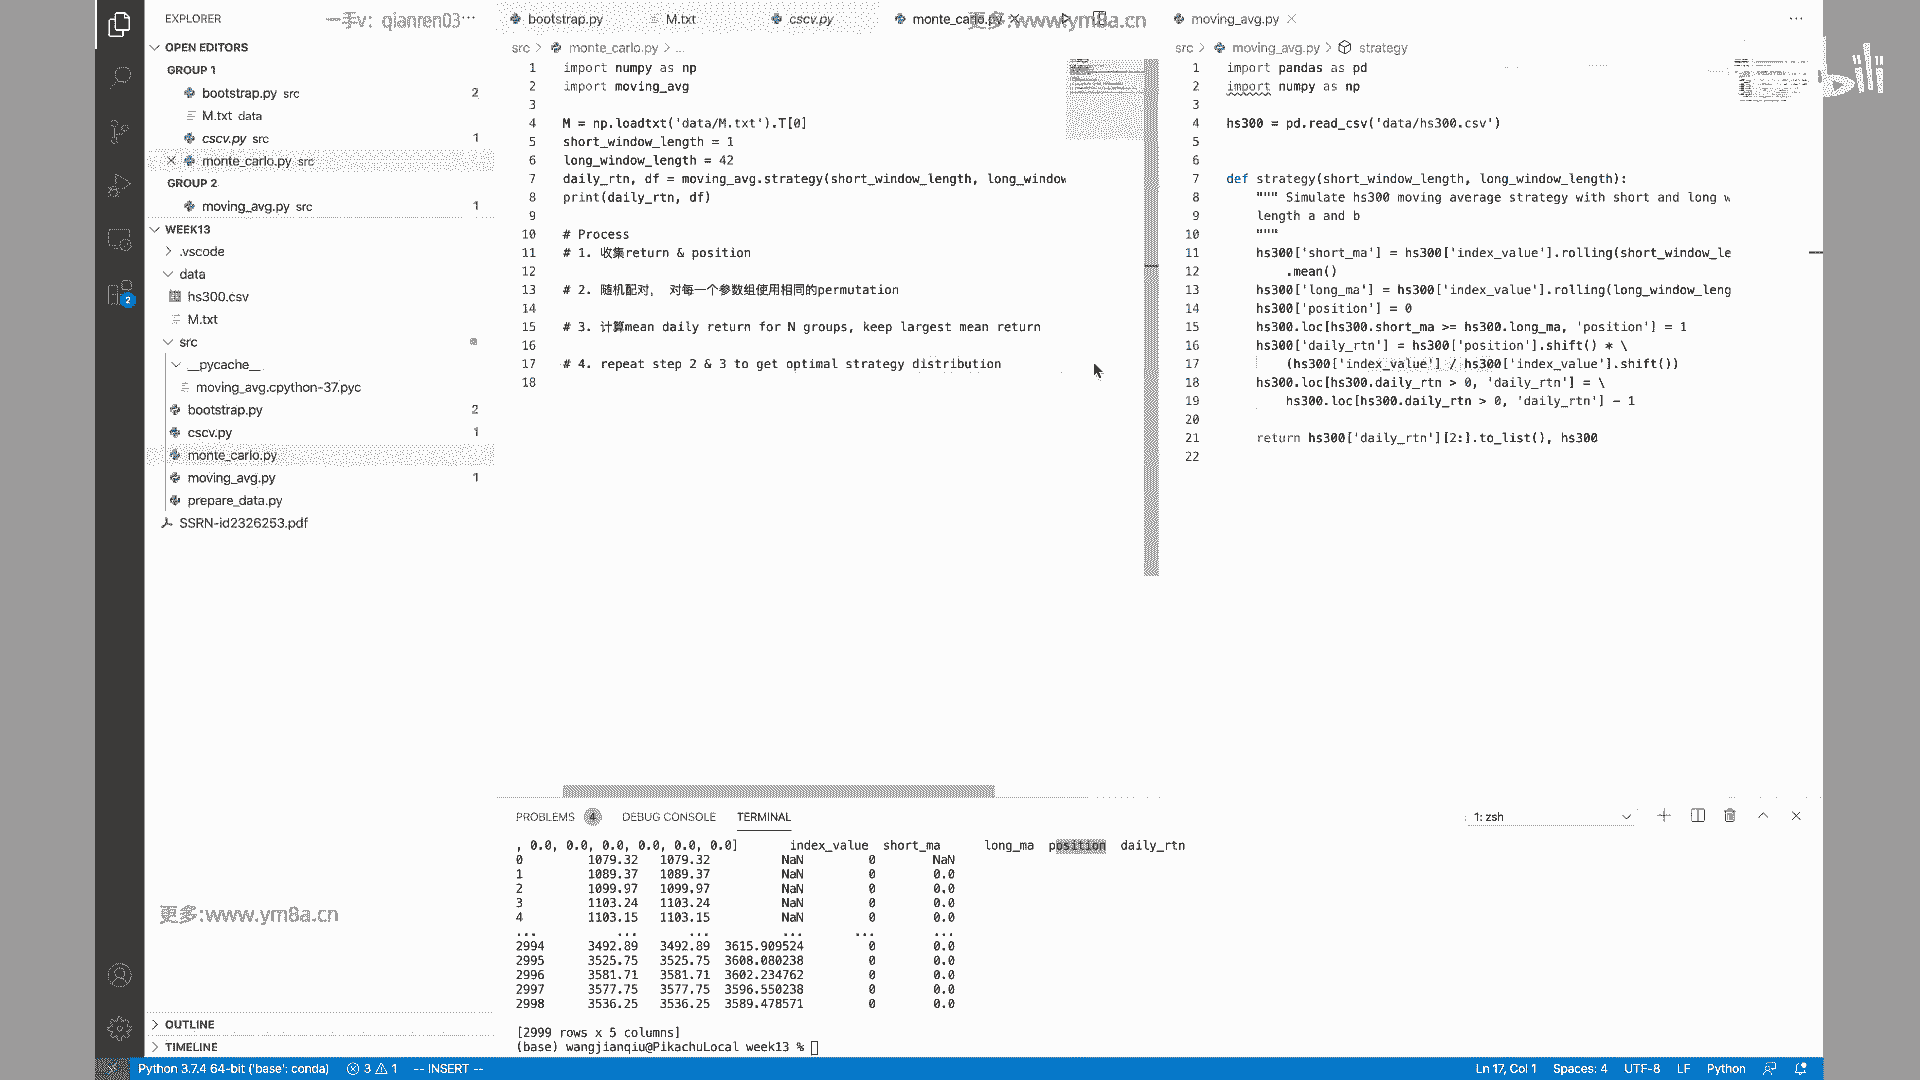 EXPLORER
一手v: qianren03
···
OPEN EDITORS
GROUP 1
bootstrap.py src 2
M.txt data
cscv.py src 1
monte_carlo.py src
GROUP 2
moving_avg.py src 1
WEEK13
.vscode
data
hs300.csv
M.txt
src
__pycache__
moving_avg.cpython-37.pyc
bootstrap.py 2
cscv.py 1
monte_carlo.py
moving_avg.py 1
prepare_data.py
SSRN-id2326253.pdf
更多:www.ym8a.cn
OUTLINE
TIMELINE
2
bootstrap.py
M.txt
cscv.py
monte_carlo.py
更多:www.ym8a.cn
src > monte_carlo.py > ...
1 import numpy as np
2 import moving_avg
3
4 M = np.loadtxt('data/M.txt').T[0]
5 short_window_length = 1
6 long_window_length = 42
7 daily_rtn, df = moving_avg.strategy(short_window_length, long_window
8 print(daily_rtn, df)
9
10 # Process
11 # 1. 收集return & position
12
13 # 2. 随机配对， 对每一个参数组使用相同的permutation
14
15 # 3. 计算mean daily return for N groups, keep largest mean return
16
17 # 4. repeat step 2 & 3 to get optimal strategy distribution
18
moving_avg.py
···
src > moving_avg.py > strategy
bili
1 import pandas as pd
2 import numpy as np
3
4 hs300 = pd.read_csv('data/hs300.csv')
5
6
7 def strategy(short_window_length, long_window_length):
8 """ Simulate hs300 moving average strategy with short and long w
9 length a and b
10 """
11 hs300['short_ma'] = hs300['index_value'].rolling(short_window_le
12 .mean()
13 hs300['long_ma'] = hs300['index_value'].rolling(long_window_leng
14 hs300['position'] = 0
15 hs300.loc[hs300.short_ma >= hs300.long_ma, 'position'] = 1
16 hs300['daily_rtn'] = hs300['position'].shift() * \
17 (hs300['index_value'] / hs300['index_value'].shift())
18 hs300.loc[hs300.daily_rtn > 0, 'daily_rtn'] = \
19 hs300.loc[hs300.daily_rtn > 0, 'daily_rtn'] - 1
20
21 return hs300['daily_rtn'][2:].to_list(), hs300
22
PROBLEMS 4 DEBUG CONSOLE TERMINAL
1: zsh
, 0.0, 0.0, 0.0, 0.0, 0.0, 0.0] index_value short_ma long_ma position daily_rtn
0 1079.32 1079.32 NaN 0 NaN
1 1089.37 1089.37 NaN 0 0.0
2 1099.97 1099.97 NaN 0 0.0
3 1103.24 1103.24 NaN 0 0.0
4 1103.15 1103.15 NaN 0 0.0
... ... ... ... ... ...
2994 3492.89 3492.89 3615.909524 0 0.0
2995 3525.75 3525.75 3608.080238 0 0.0
2996 3581.71 3581.71 3602.234762 0 0.0
2997 3577.75 3577.75 3596.550238 0 0.0
2998 3536.25 3536.25 3589.478571 0 0.0
[2999 rows x 5 columns]
(base) wangjianqiu@PikachuLocal week13 %
Python 3.7.4 64-bit ('base': conda) 3 1 -- INSERT --
Ln 17, Col 1 Spaces: 4 UTF-8 LF Python